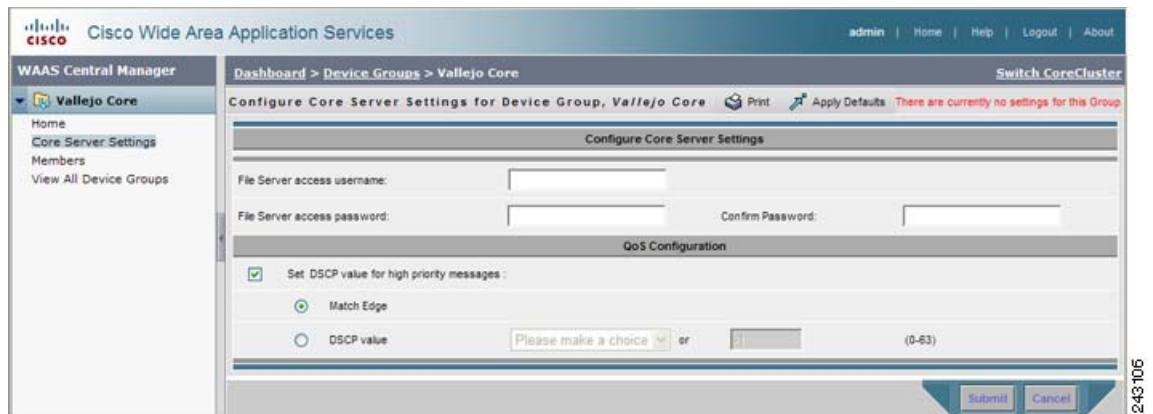 CISCO Cisco Wide Area Application Services
admin | Home | Help | Logout | About
WAAS Central Manager
Dashboard > Device Groups > Vallejo Core
Switch CoreCluster
Vallejo Core
Configure Core Server Settings for Device Group, Vallejo Core
Print
Apply Defaults
There are currently no settings for this Group
Home
Core Server Settings
Members
View All Device Groups
Configure Core Server Settings
File Server access username:
File Server access password:
Confirm Password:
QoS Configuration
Set DSCP value for high priority messages :
Match Edge
DSCP value
Please make a choice
or
-1
(0-63)
Submit
Cancel
243106